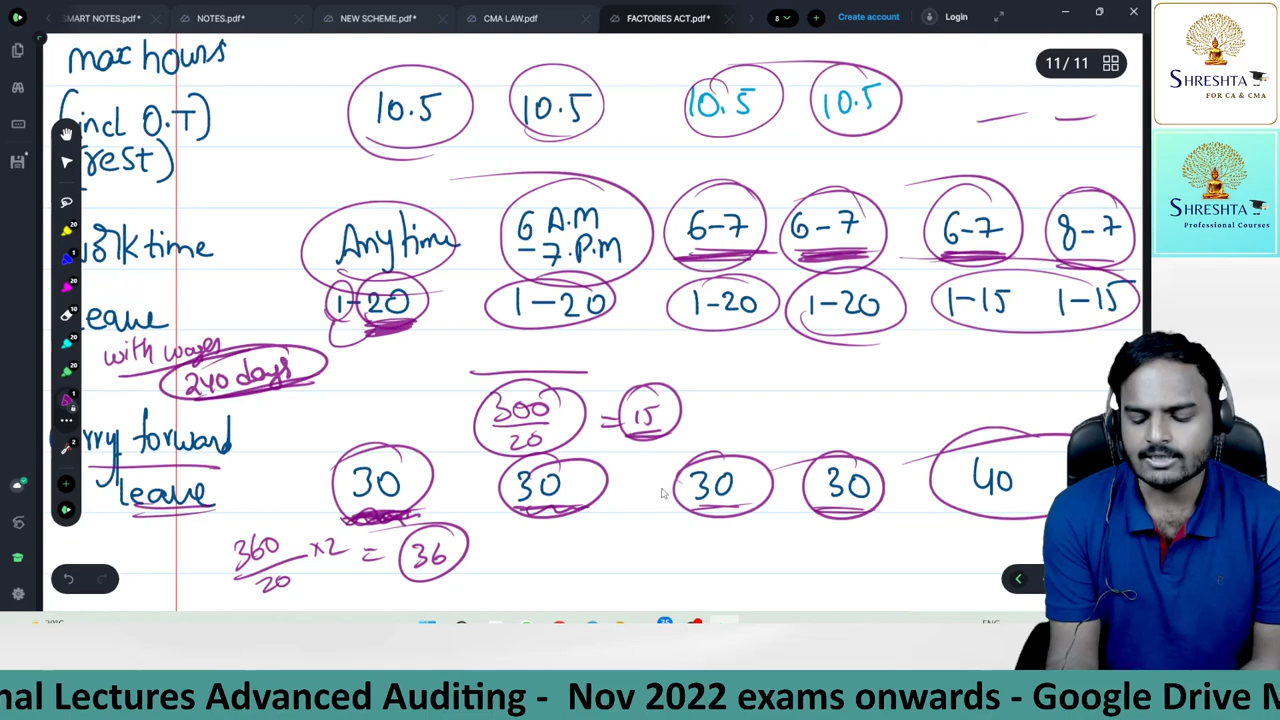 SMART NOTES.pdf*
NOTES.pdf*
NEW SCHEME.pdf*
CMA LAW.pdf
FACTORIES ACT.pdf*
8
Create account
Login
11 / 11
max hours
(incl O.T)
rest)
10.5 10.5 10.5 10.5
time
Anytime 6 A.M - 7.P.M 6-7 6-7 6-7 8-7
leave
1-20 1-20 1-20 1-20 1-15 1-15
with wages
240 days
300/20 = 15
rry forward
leave
30 30 30 30 40
360/20 x2 = 36
SHRESHTA
FOR CA & CMA
SHRESHTA
Professional Courses
ENG
nal Lectures Advanced Auditing - Nov 2022 exams onwards - Google Drive M